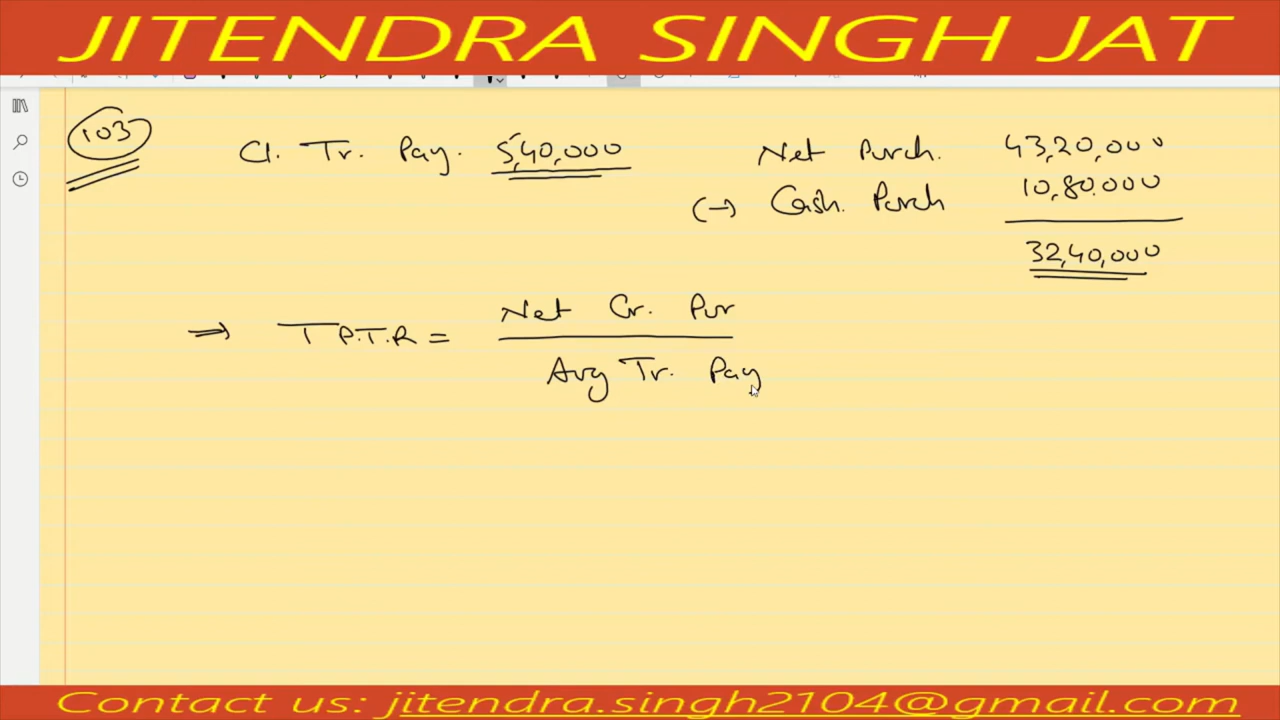 JITENDRA SINGH JAT
103
Cl. Tr. Pay. 5,40,000
Net Purch. 43,20,000
(-) Cash. Purch 10,80,000
32,40,000
⇒ T P.T.R = Net Cr. Pur
Avg Tr. Pay
Contact us: jitendra.singh2104@gmail.com